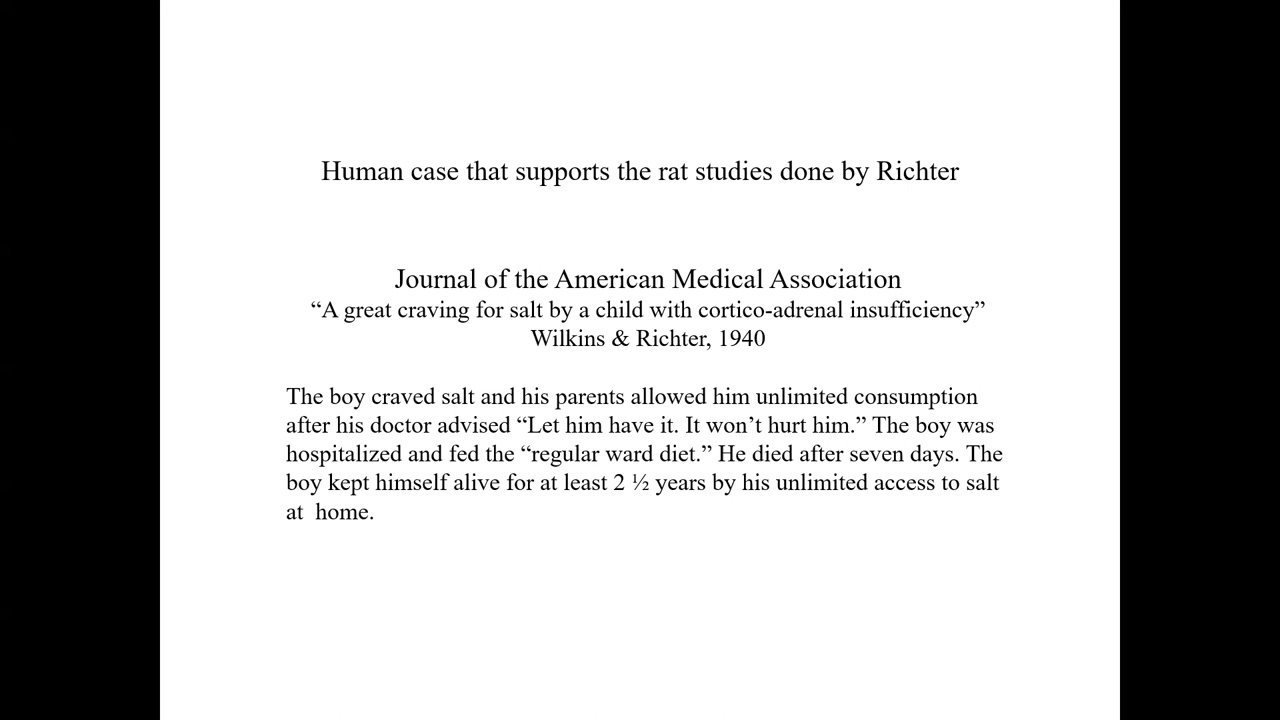 Human case that supports the rat studies done by Richter
Journal of the American Medical Association
“A great craving for salt by a child with cortico-adrenal insufficiency”
Wilkins & Richter, 1940
The boy craved salt and his parents allowed him unlimited consumption
after his doctor advised “Let him have it. It won’t hurt him.” The boy was
hospitalized and fed the “regular ward diet.” He died after seven days. The
boy kept himself alive for at least 2 ½ years by his unlimited access to salt
at  home.